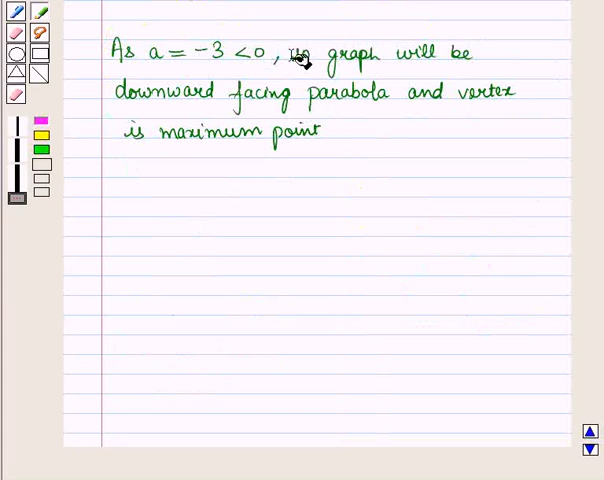 As a = -3 < 0, graph will be
downward facing parabola and vertex
is maximum point